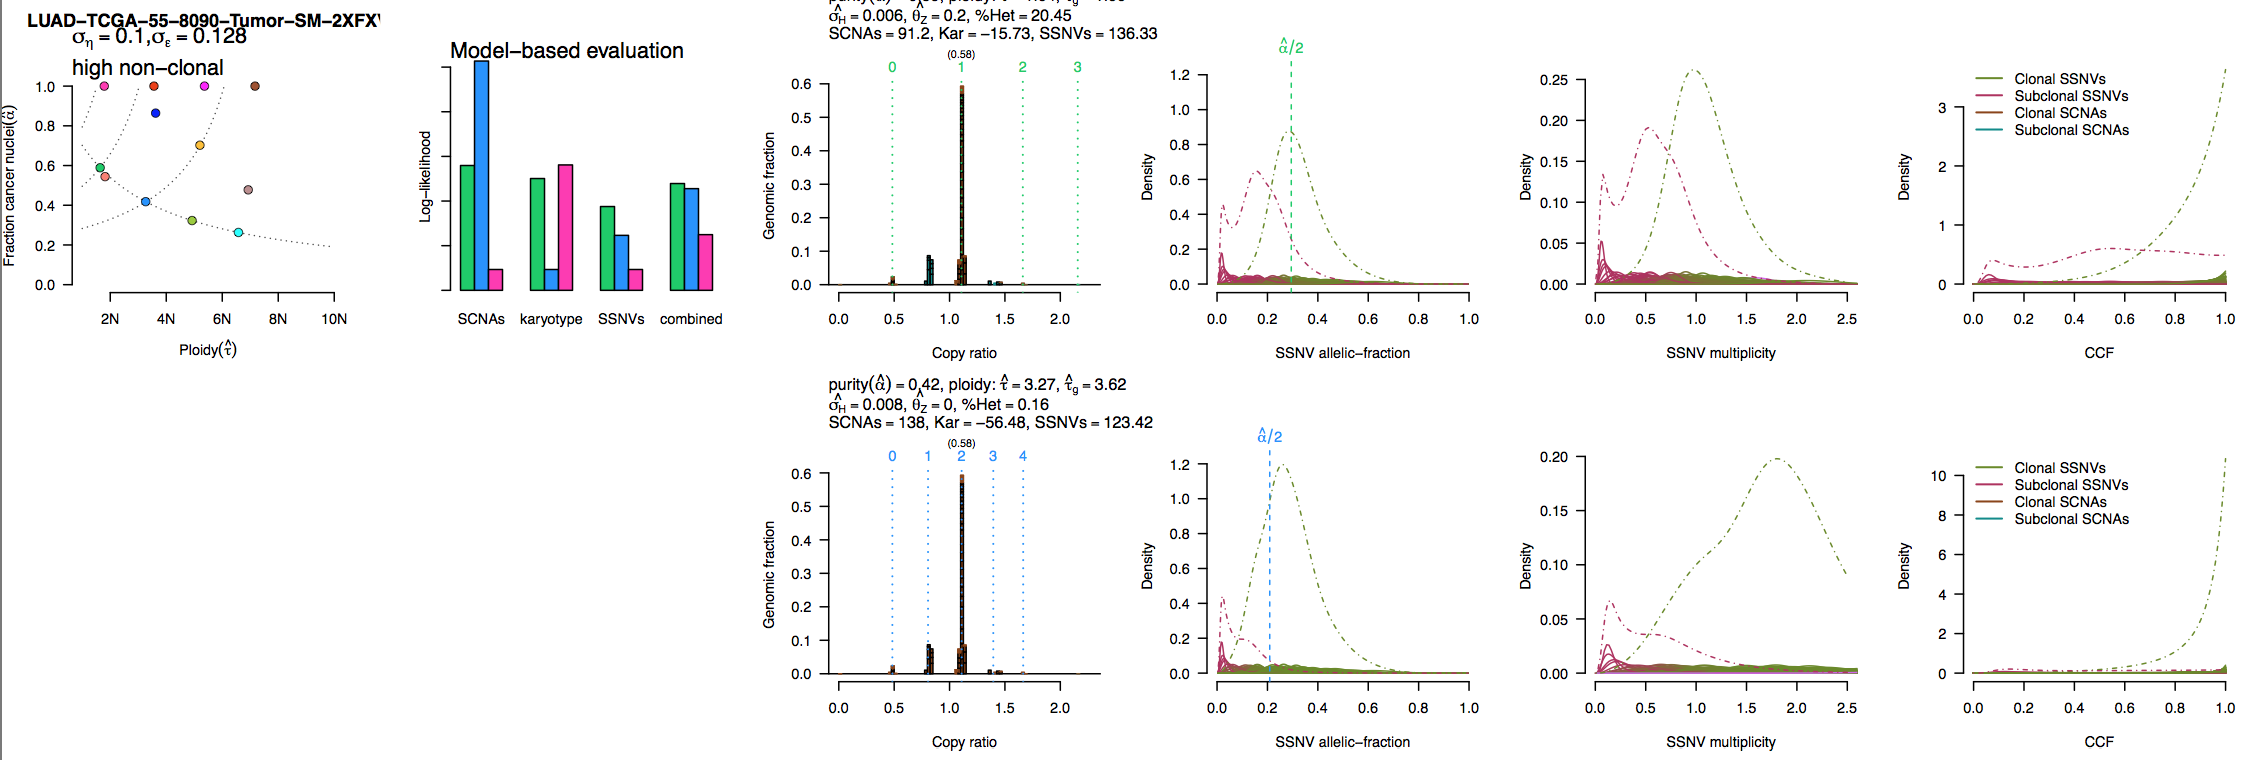 LUAD−TCGA−55−8090−Tumor−SM−2XFX
ση = 0.1,σε = 0.128
high non−clonal
Fraction cancer nuclei(α̂)
1.0
0.8
0.6
0.4
0.2
0.0
2N 4N 6N 8N 10N
Ploidy(τ̂)
Model−based evaluation
Log−likelihood
SCNAs karyotype SSNVs combined
σ̂H = 0.006, θ̂Z = 0.2, %Het = 20.45
SCNAs = 91.2, Kar = −15.73, SSNVs = 136.33
(0.58)
0 1 2 3
Genomic fraction
0.6
0.5
0.4
0.3
0.2
0.1
0.0
0.0 0.5 1.0 1.5 2.0
Copy ratio
α̂/2
Density
1.2
1.0
0.8
0.6
0.4
0.2
0.0
0.0 0.2 0.4 0.6 0.8 1.0
SSNV allelic−fraction
Density
0.25
0.20
0.15
0.10
0.05
0.00
0.0 0.5 1.0 1.5 2.0 2.5
SSNV multiplicity
Clonal SSNVs
Subclonal SSNVs
Clonal SCNAs
Subclonal SCNAs
Density
3
2
1
0
0.0 0.2 0.4 0.6 0.8 1.0
CCF
purity(α̂) = 0.42, ploidy: τ̂ = 3.27, τ̂g = 3.62
σ̂H = 0.008, θ̂Z = 0, %Het = 0.16
SCNAs = 138, Kar = −56.48, SSNVs = 123.42
(0.58)
0 1 2 3 4
Genomic fraction
0.6
0.5
0.4
0.3
0.2
0.1
0.0
0.0 0.5 1.0 1.5 2.0
Copy ratio
α̂/2
Density
1.2
1.0
0.8
0.6
0.4
0.2
0.0
0.0 0.2 0.4 0.6 0.8 1.0
SSNV allelic−fraction
Density
0.20
0.15
0.10
0.05
0.00
0.0 0.5 1.0 1.5 2.0 2.5
SSNV multiplicity
Clonal SSNVs
Subclonal SSNVs
Clonal SCNAs
Subclonal SCNAs
Density
10
8
6
4
2
0
0.0 0.2 0.4 0.6 0.8 1.0
CCF